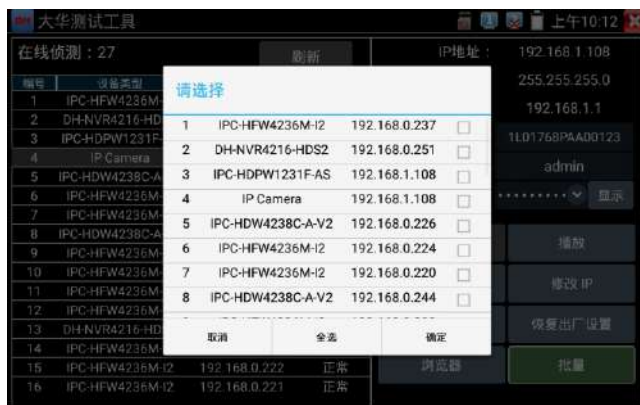 大华测试工具 上午10:12
在线侦测：27 刷新 IP地址： 192.168.1.108
编号 设备类型 255.255.255.0
1 IPC-HFW4236M- 192.168.1.1
2 DH-NVR4216-HD
3 IPC-HDPW1231F- 1L01768PAA00123
4 IP Camera admin
5 IPC-HDW4238C-A
6 IPC-HFW4236M- 显示
7 IPC-HFW4236M-
8 IPC-HDW4238C-A
9 IPC-HFW4236M- 播放
10 IPC-HFW4236M-
11 IPC-HFW4236M- 修改 IP
12 IPC-HFW4236M-
13 DH-NVR4216-HD 恢复出厂设置
14 IPC-HFW4236M-
15 IPC-HFW4236M-I2 192.168.0.222 正常 浏览器 批量
16 IPC-HFW4236M-I2 192.168.0.221 正常
请选择
1 IPC-HFW4236M-I2 192.168.0.237
2 DH-NVR4216-HDS2 192.168.0.251
3 IPC-HDPW1231F-AS 192.168.1.108
4 IP Camera 192.168.1.108
5 IPC-HDW4238C-A-V2 192.168.0.226
6 IPC-HFW4236M-I2 192.168.0.224
7 IPC-HFW4236M-I2 192.168.0.220
8 IPC-HDW4238C-A-V2 192.168.0.244
取消 全选 确定